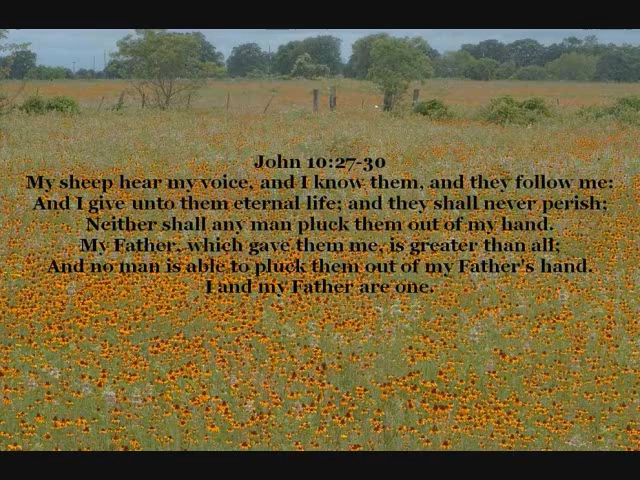 John 10:27-30
My sheep hear my voice, and I know them, and they follow me:
And I give unto them eternal life; and they shall never perish;
Neither shall any man pluck them out of my hand.
My Father, which gave them me, is greater than all;
And no man is able to pluck them out of my Father's hand.
I and my Father are one.